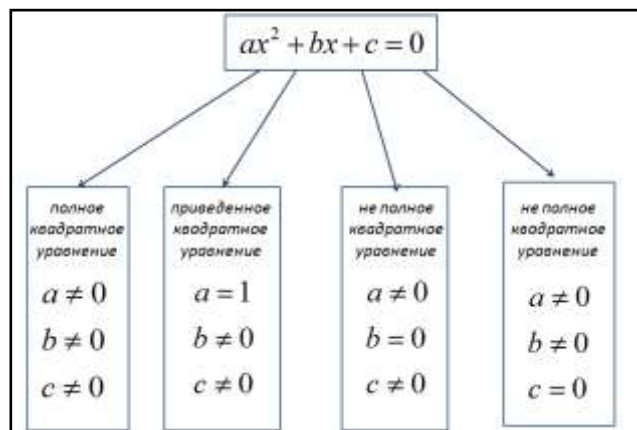 ax² + bx + c = 0
полное
квадратное
уравнение
a ≠ 0
b ≠ 0
c ≠ 0
приведенное
квадратное
уравнение
a = 1
b ≠ 0
c ≠ 0
не полное
квадратное
уравнение
a ≠ 0
b = 0
c ≠ 0
не полное
квадратное
уравнение
a ≠ 0
b ≠ 0
c = 0